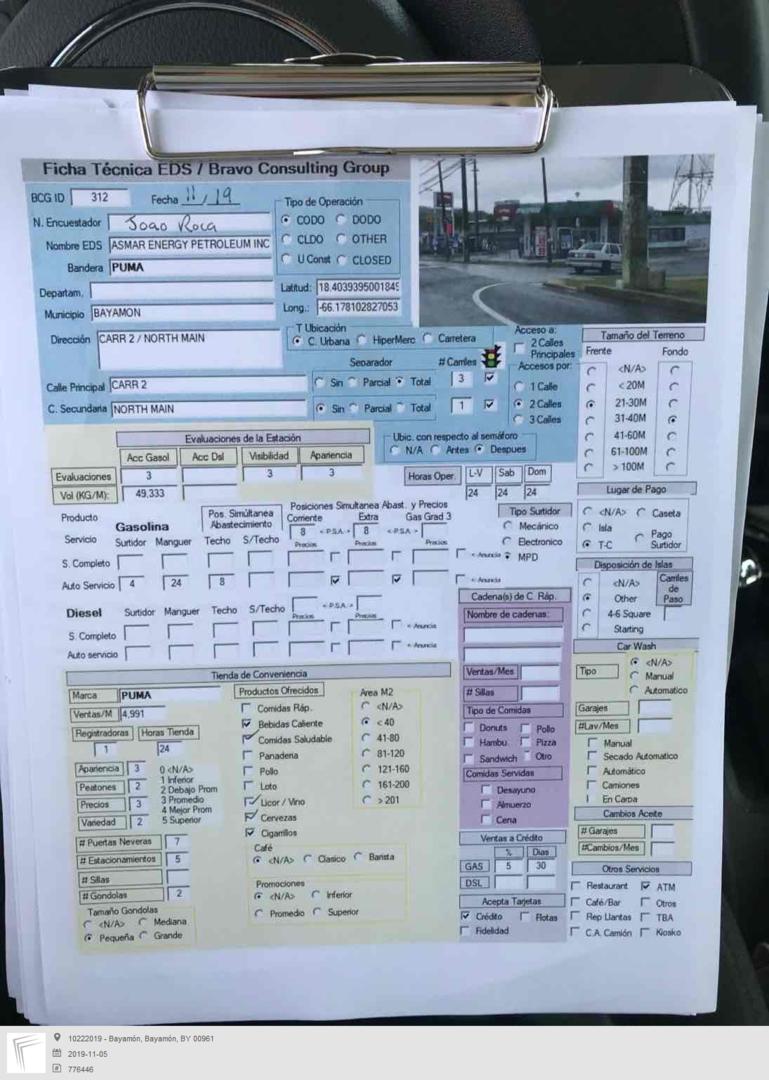 Ficha Técnica EDS / Bravo Consulting Group
BCG ID 312 Fecha 11/19
N. Encuestador Joao Roca
Nombre EDS ASMAR ENERGY PETROLEUM INC
Bandera PUMA
Departam.
Municipio BAYAMON
Tipo de Operación
CODO DODO
CLDO OTHER
U Const CLOSED
Latitud: 18.4039395001849
Long.: -66.178102827053
Dirección CARR 2 / NORTH MAIN
T Ubicación
C. Urbana HiperMerc Carretera
Separador # Carriles
Calle Principal CARR 2 Sin Parcial Total 3
C. Secundaria NORTH MAIN Sin Parcial Total 1
Acceso a:
2 Calles
Principales
Accesos por:
1 Calle
2 Calles
3 Calles
Tamaño del Terreno
Frente Fondo
<N/A>
< 20M
21-30M
31-40M
41-60M
61-100M
> 100M
Evaluaciones de la Estación
Acc Gasol Acc Dsl Visibilidad Apariencia
Evaluaciones 3 3 3
Vol (KG/M): 49,333
Ubic. con respecto al semáforo
N/A Antes Despues
Horas Oper. L-V Sab Dom
24 24 24
Lugar de Pago
<N/A> Caseta
Isla Pago
T-C Surtidor
Producto Gasolina
Servicio Surtidor Manguer
Pos. Simúltanea
Abastecimiento
Techo S/Techo
Posiciones Simultanea Abast. y Precios
Corriente Extra Gas Grad 3
8 < P.S.A. > 8 < P.S.A. >
Precios Precios Precios
S. Completo < Anuncia
Auto Servicio 4 24 8 < Anuncia
Tipo Surtidor
Mecánico
Electronico
MPD
Diesel Surtidor Manguer Techo S/Techo < P.S.A. >
Precios Precios
S. Completo < Anuncia
Auto servicio < Anuncia
Disposición de Islas
<N/A>
Other
4-6 Square
Starting
Carriles
de
Paso
Cadena(s) de C. Ráp.
Nombre de cadenas:
Ventas/Mes
# Sillas
Tipo de Comidas
Donuts Pollo
Hambu. Pizza
Sandwich Otro
Comidas Servidas
Desayuno
Almuerzo
Cena
Car Wash
Tipo <N/A>
Manual
Automatico
Garajes
#Lav/Mes
Manual
Secado Automatico
Automático
Camiones
En Carpa
Cambios Aceite
# Garajes
#Cambios/Mes
Tienda de Conveniencia
Marca PUMA
Ventas/M 4,991
Registradoras Horas Tienda
1 24
Apariencia 3
Peatones 2
Precios 3
Variedad 2
0 <N/A>
1 Inferior
2 Debajo Prom
3 Promedio
4 Mejor Prom
5 Superior
# Puertas Neveras 7
# Estacionamientos 5
# Sillas
# Gondolas 2
Tamaño Gondolas
<N/A> Mediana
Pequeña Grande
Productos Ofrecidos
Comidas Ráp.
Bebidas Caliente
Comidas Saludable
Panaderia
Pollo
Loto
Licor / Vino
Cervezas
Cigarrillos
Area M2
<N/A>
< 40
41-80
81-120
121-160
161-200
> 201
Café
<N/A> Clasico Barista
Promociones
<N/A> Inferior
Promedio Superior
Ventas a Crédito
% Dias
GAS 5 30
DSL
Acepta Tarjetas
Crédito Flotas
Fidelidad
Otros Servicios
Restaurant ATM
Café/Bar Otros
Rep Llantas TBA
C.A. Camión Kiosko
10222019 - Bayamón, Bayamón, BY 00961
2019-11-05
776446